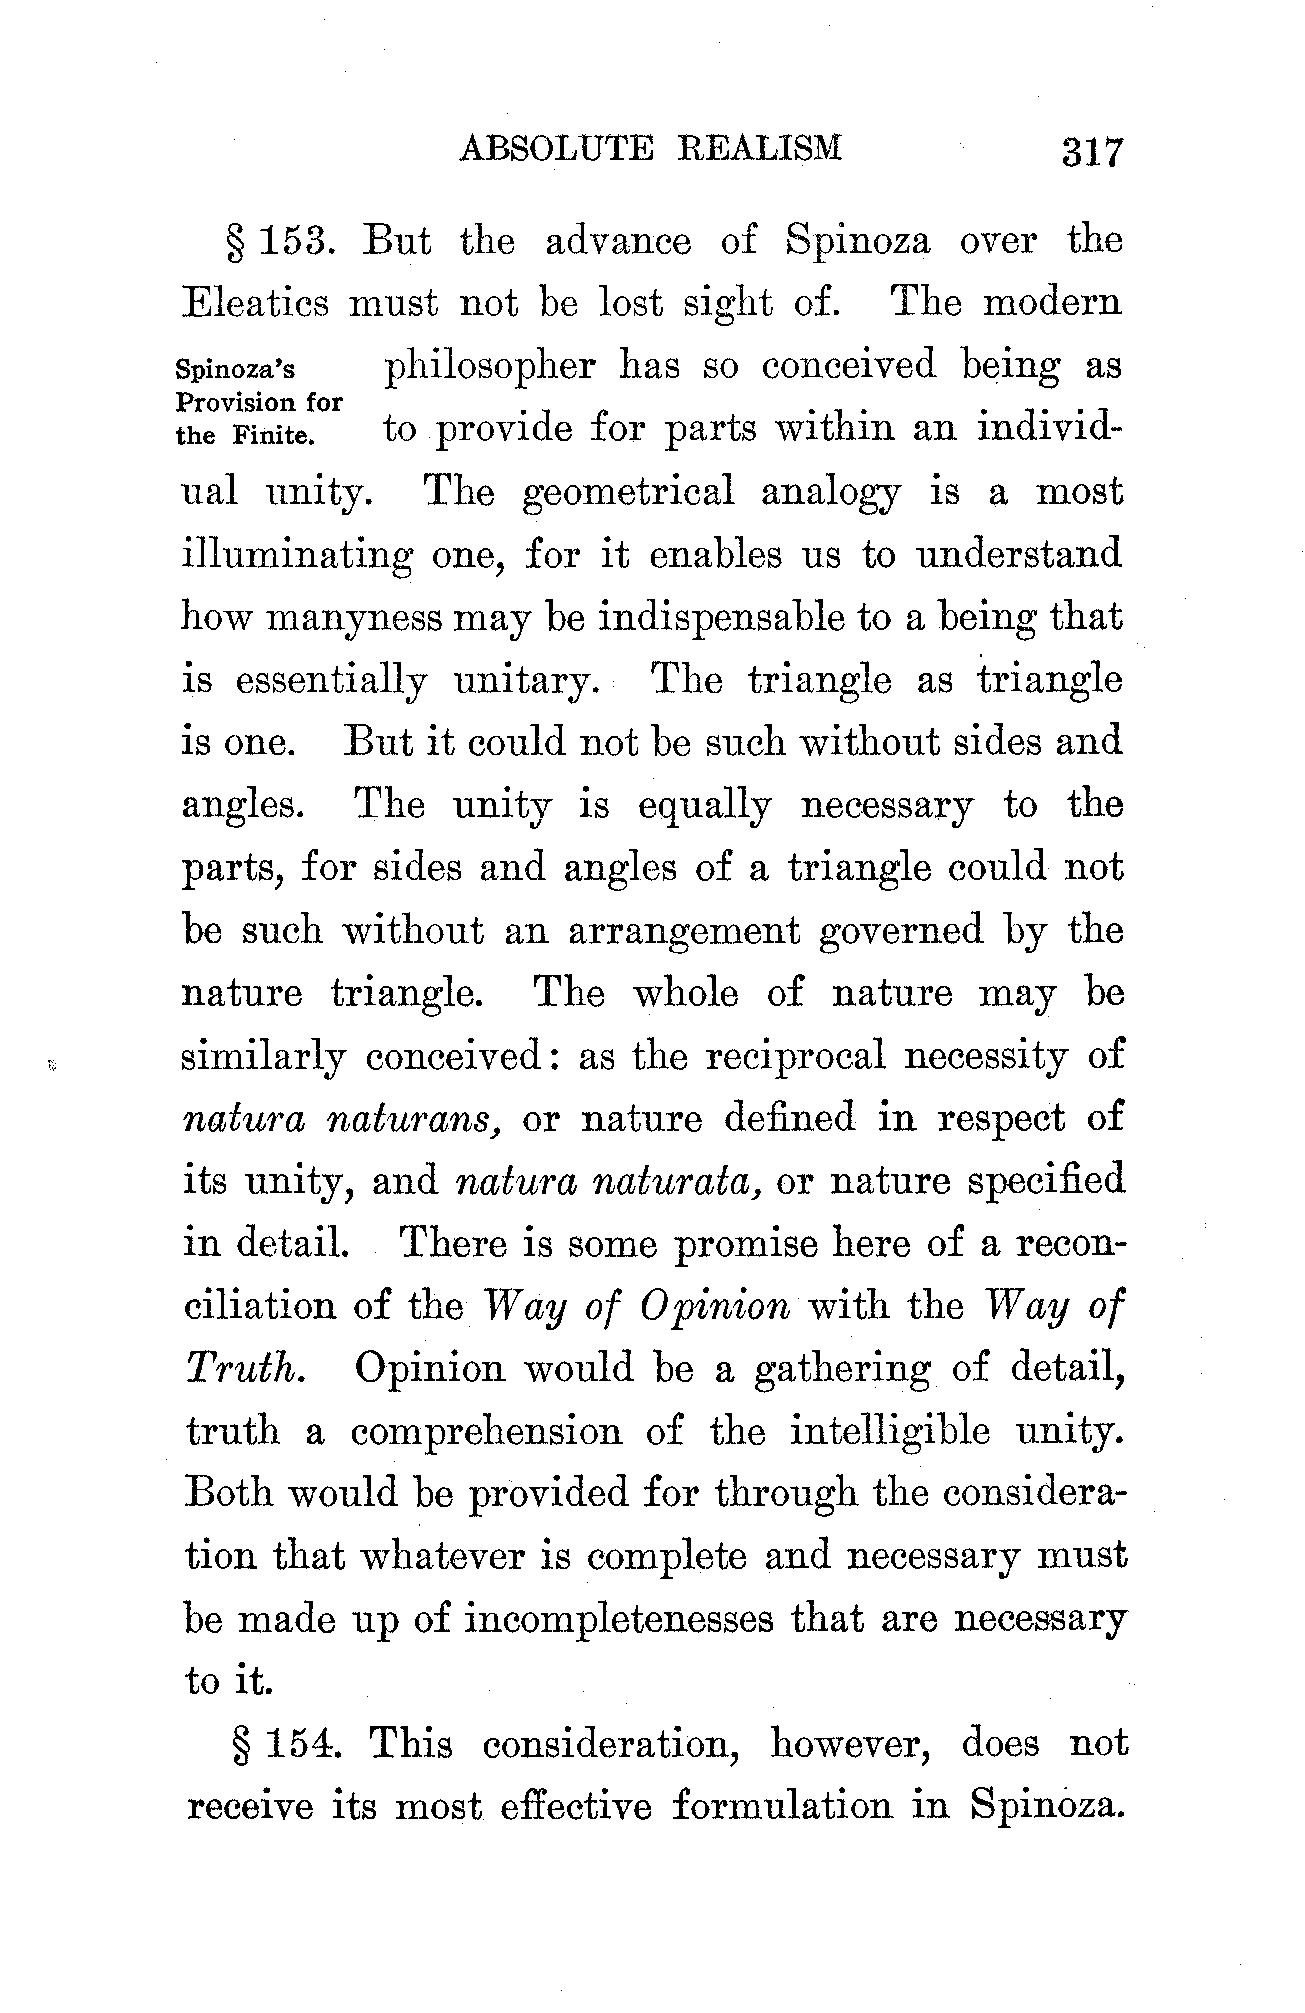 ABSOLUTE REALISM 317
§ 153. But the advance of Spinoza over the
Eleatics must not be lost sight of. The modern
Spinoza's
Provision for
the Finite.
philosopher has so conceived being as
to provide for parts within an individ-
ual unity. The geometrical analogy is a most
illuminating one, for it enables us to understand
how manyness may be indispensable to a being that
is essentially unitary. The triangle as triangle
is one. But it could not be such without sides and
angles. The unity is equally necessary to the
parts, for sides and angles of a triangle could not
be such without an arrangement governed by the
nature triangle. The whole of nature may be
similarly conceived: as the reciprocal necessity of
natura naturans, or nature defined in respect of
its unity, and natura naturata, or nature specified
in detail. There is some promise here of a recon-
ciliation of the Way of Opinion with the Way of
Truth. Opinion would be a gathering of detail,
truth a comprehension of the intelligible unity.
Both would be provided for through the considera-
tion that whatever is complete and necessary must
be made up of incompletenesses that are necessary
to it.
§ 154. This consideration, however, does not
receive its most effective formulation in Spinoza.